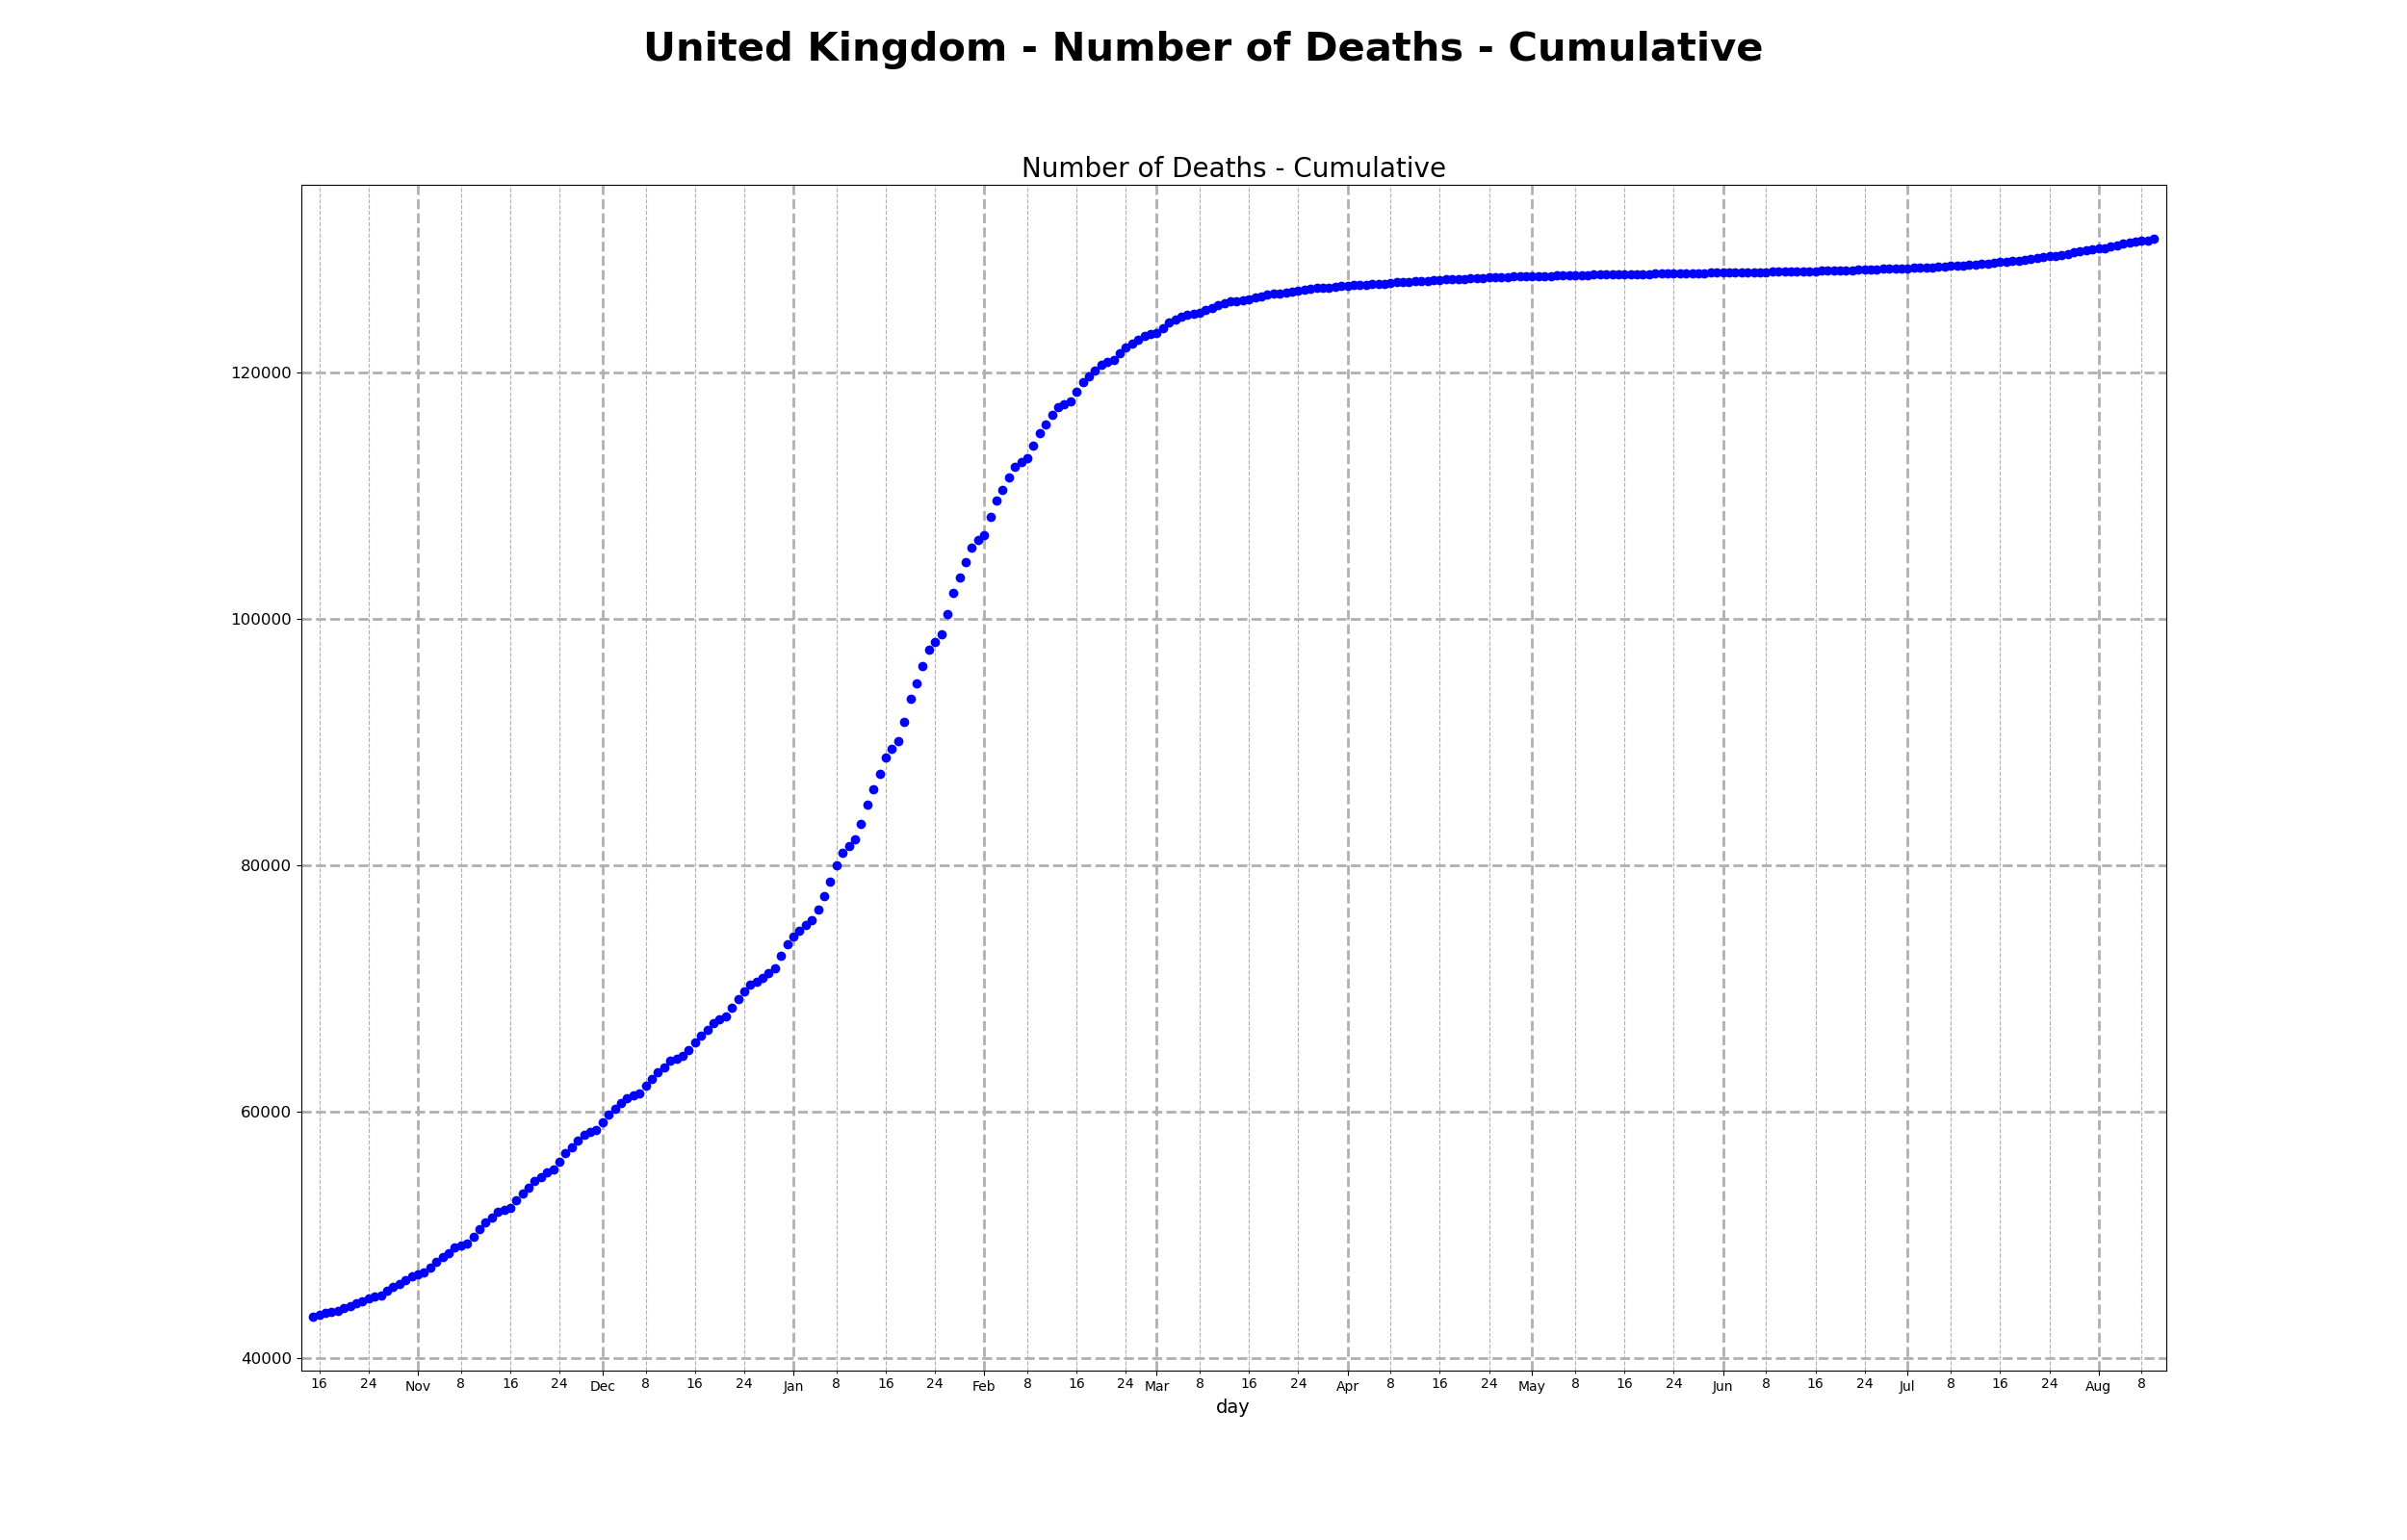 United Kingdom - Number of Deaths - Cumulative
Number of Deaths - Cumulative
120000
100000
80000
60000
40000
16 24 Nov 8 16 24 Dec 8 16 24 Jan 8 16 24 Feb 8 16 24 Mar 8 16 24 Apr 8 16 24 May 8 16 24 Jun 8 16 24 Jul 8 16 24 Aug 8
day